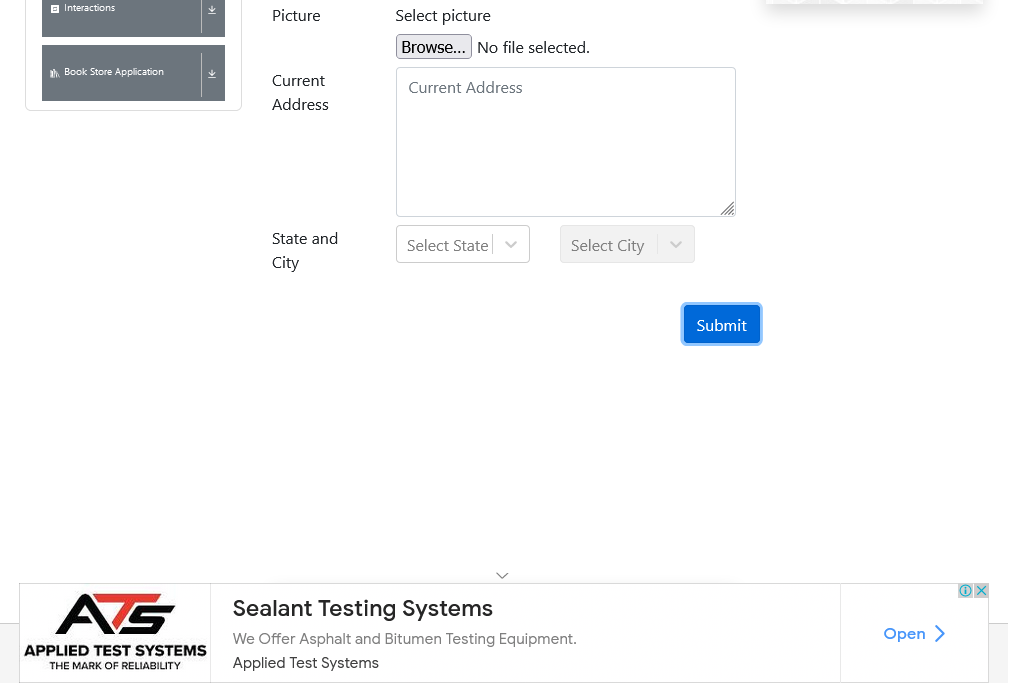 Interactions
Book Store Application
Picture
Select picture
Browse...
No file selected.
Current
Address
Current Address
State and
City
Select State
Select City
Submit
ATS
APPLIED TEST SYSTEMS
THE MARK OF RELIABILITY
Sealant Testing Systems
We Offer Asphalt and Bitumen Testing Equipment.
Applied Test Systems
Open